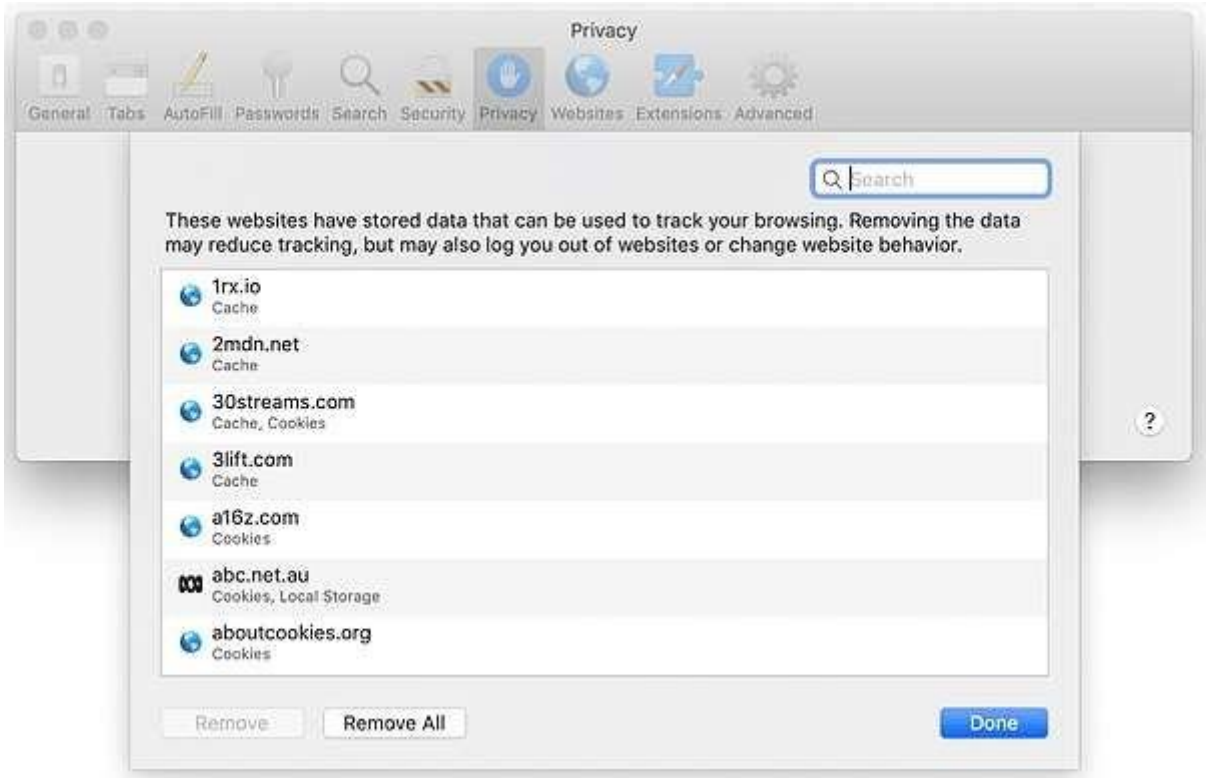 Privacy
General Tabs AutoFill Passwords Search Security Privacy Websites Extensions Advanced
Search
These websites have stored data that can be used to track your browsing. Removing the data
may reduce tracking, but may also log you out of websites or change website behavior.
1rx.io
Cache
2mdn.net
Cache
30streams.com
Cache, Cookies
3lift.com
Cache
a16z.com
Cookies
abc.net.au
Cookies, Local Storage
aboutcookies.org
Cookies
?
Remove Remove All Done